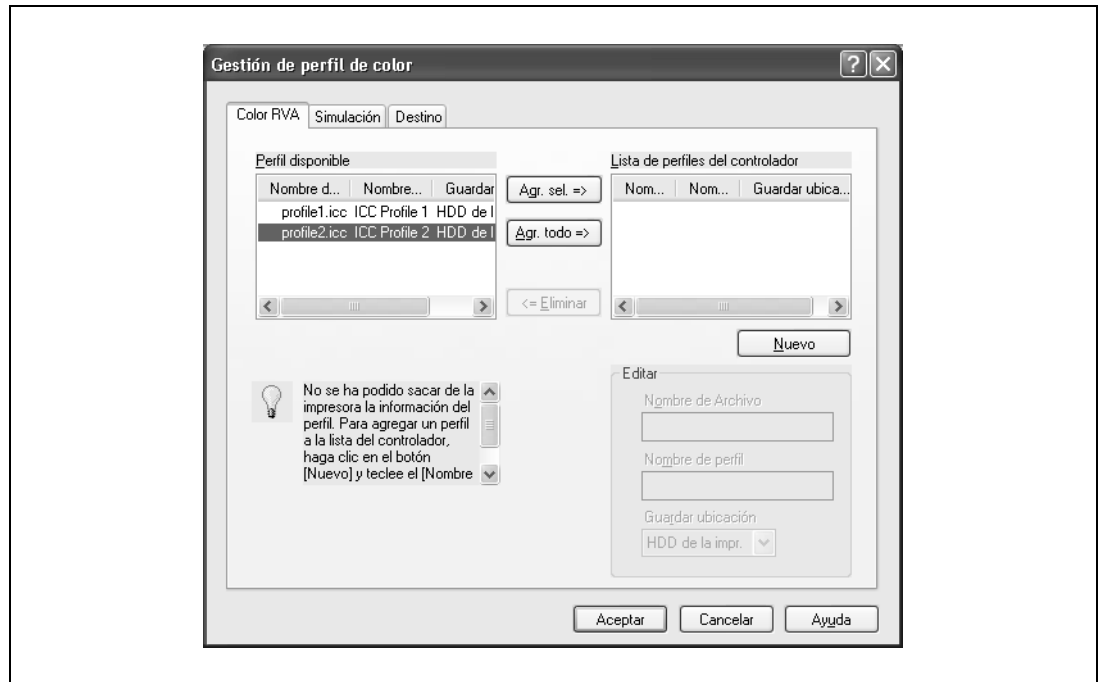 Gestión de perfil de color
Color RVA
Simulación
Destino
Perfil disponible
Nombre d... Nombre... Guardar
profile1.icc ICC Profile 1 HDD de l
profile2.icc ICC Profile 2 HDD de l
Agr. sel. =>
Agr. todo =>
<= Eliminar
Lista de perfiles del controlador
Nom... Nom... Guardar ubica...
Nuevo
No se ha podido sacar de la
impresora la información del
perfil. Para agregar un perfil
a la lista del controlador,
haga clic en el botón
[Nuevo] y teclee el [Nombre
Editar
Nombre de Archivo
Nombre de perfil
Guardar ubicación
HDD de la impr.
Aceptar
Cancelar
Ayuda